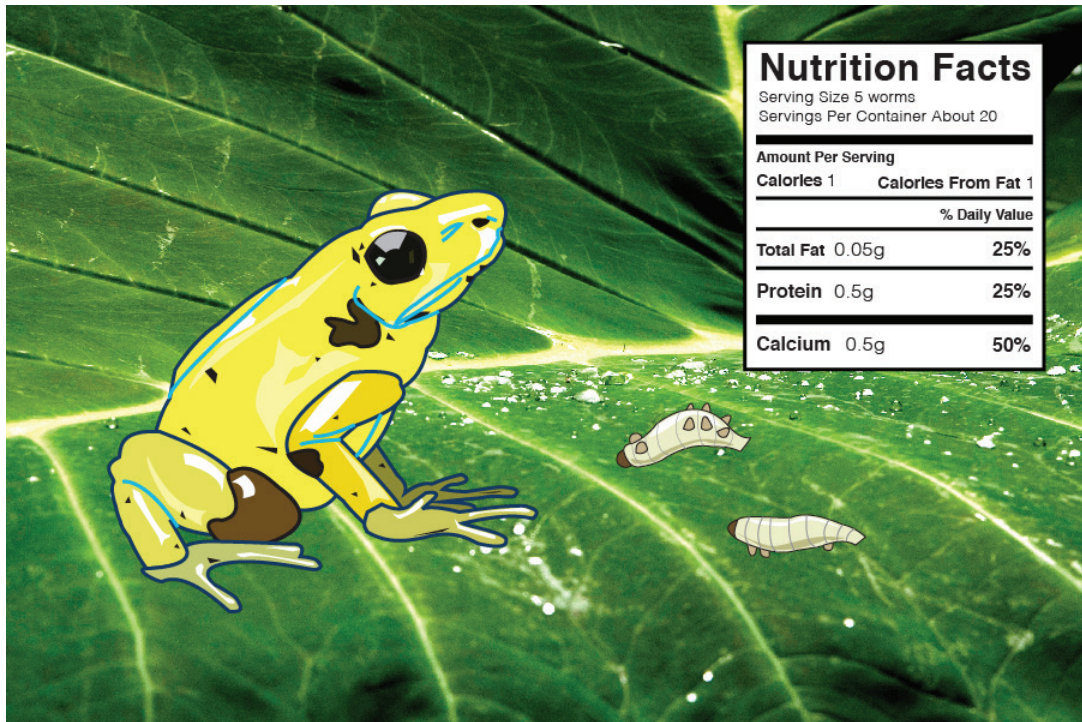 Nutrition Facts
Serving Size 5 worms
Servings Per Container About 20
Amount Per Serving
Calories 1 Calories From Fat 1
% Daily Value
Total Fat 0.05g 25%
Protein 0.5g 25%
Calcium 0.5g 50%